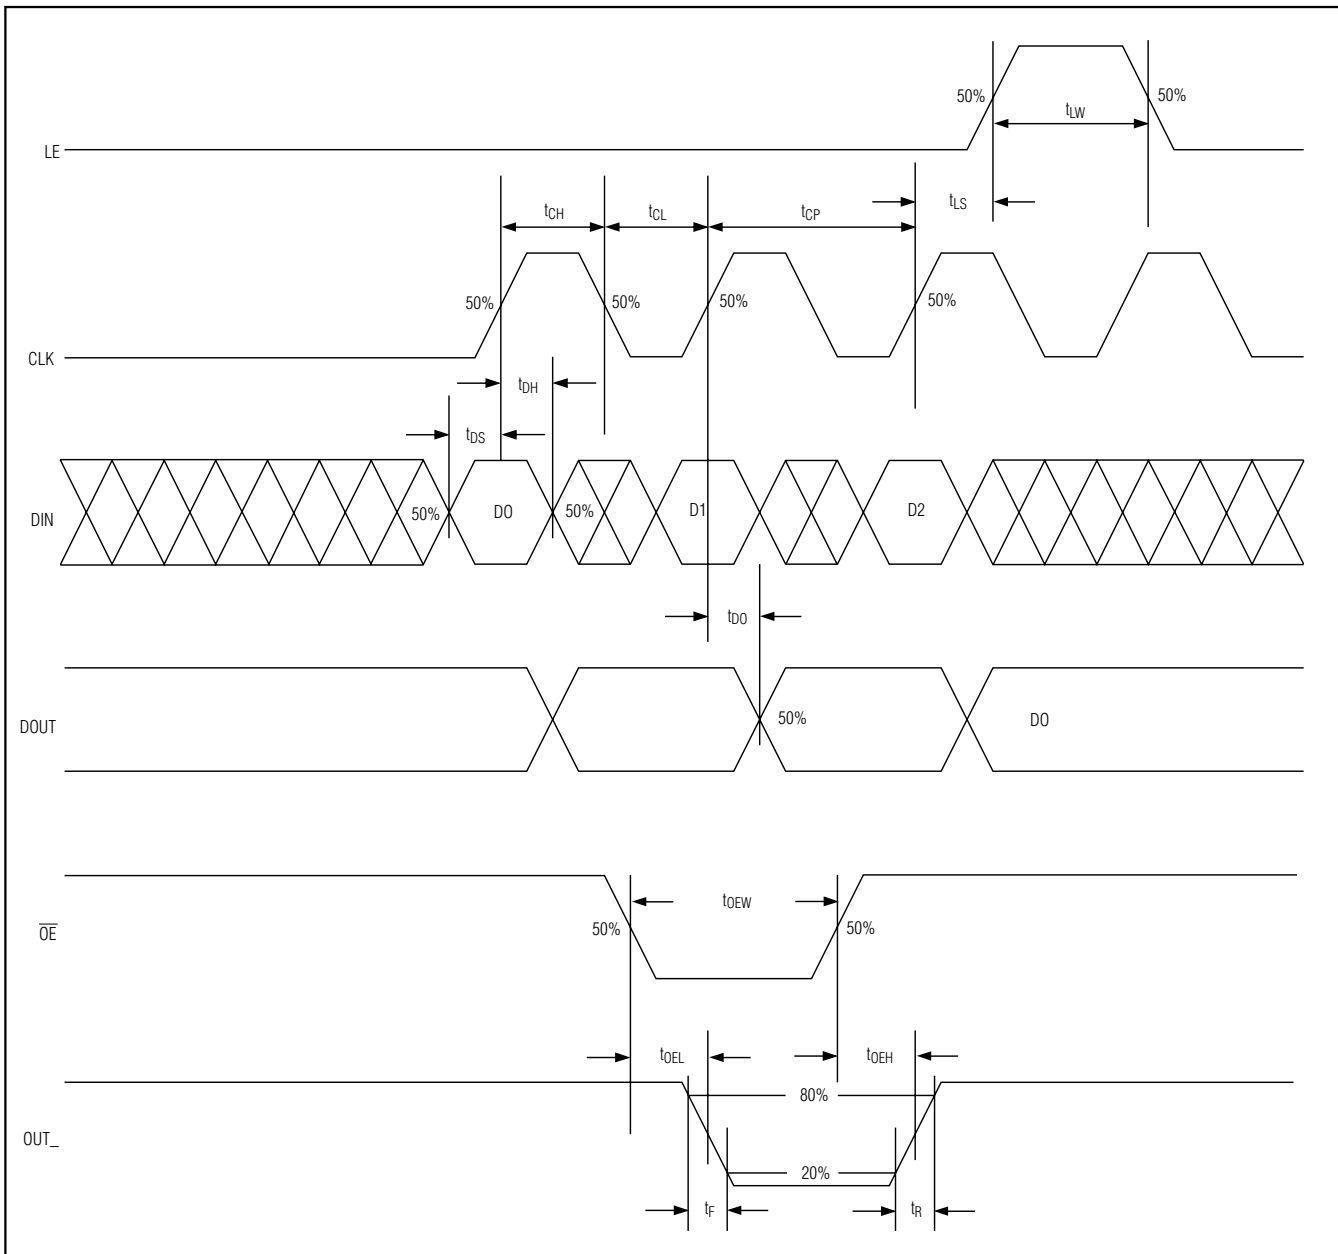 50%
50%
tLW
LE
tLS
tCH
tCL
tCP
50%
50%
50%
50%
CLK
tDH
tDS
DIN
50%
D0
50%
D1
D2
tDO
DOUT
50%
D0
tOEW
OE
50%
50%
tOEL
tOEH
80%
OUT_
20%
tF
tR